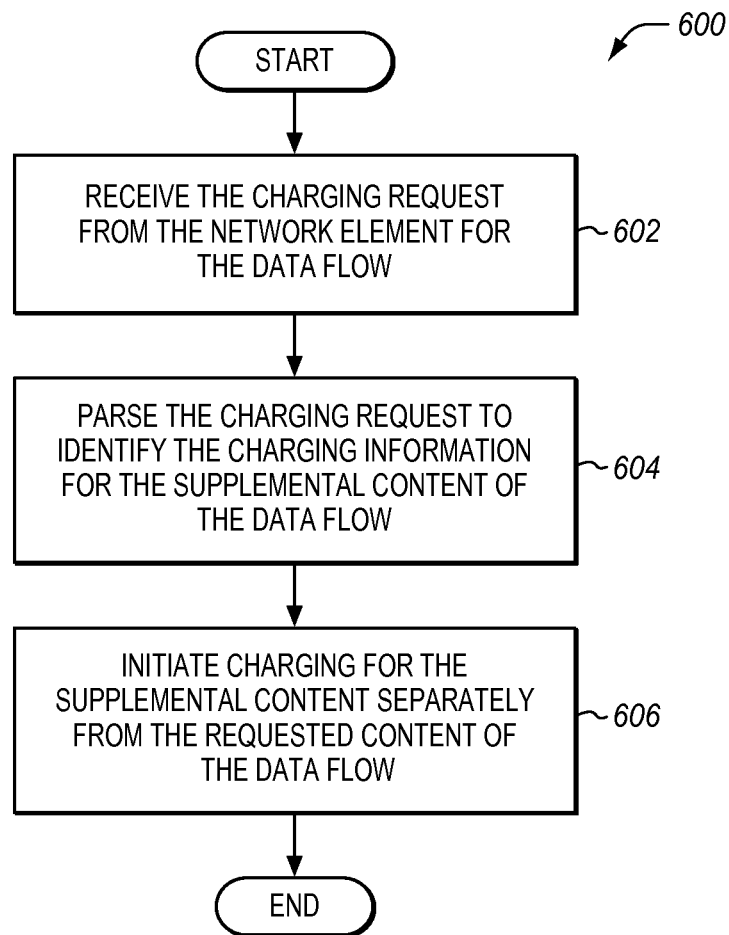 600
START
RECEIVE THE CHARGING REQUEST
FROM THE NETWORK ELEMENT FOR
THE DATA FLOW
602
PARSE THE CHARGING REQUEST TO
IDENTIFY THE CHARGING INFORMATION
FOR THE SUPPLEMENTAL CONTENT OF
THE DATA FLOW
604
INITIATE CHARGING FOR THE
SUPPLEMENTAL CONTENT SEPARATELY
FROM THE REQUESTED CONTENT OF
THE DATA FLOW
606
END